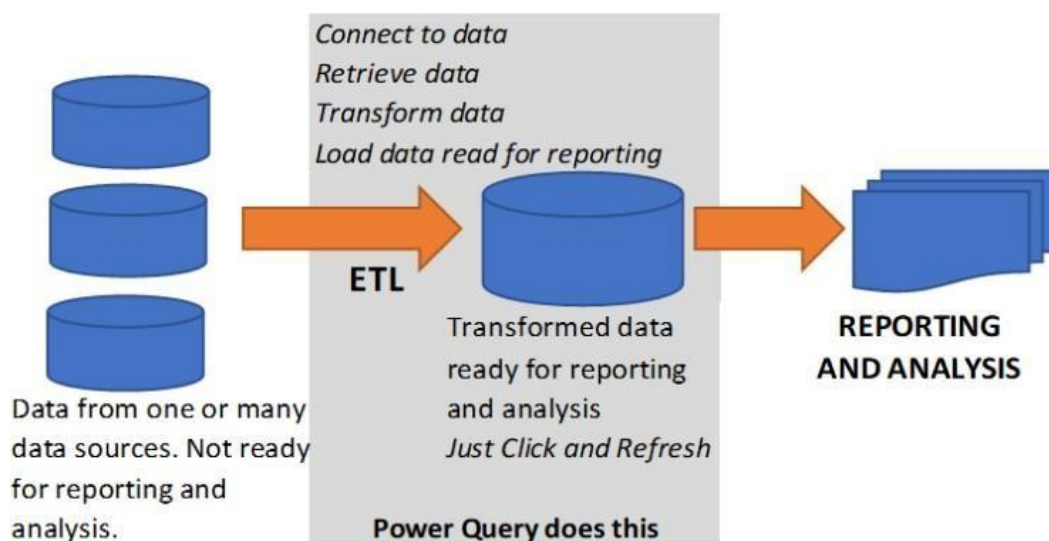 Connect to data
Retrieve data
Transform data
Load data read for reporting
ETL
Data from one or many
data sources. Not ready
for reporting and
analysis.
Transformed data
ready for reporting
and analysis
Just Click and Refresh
Power Query does this
REPORTING
AND ANALYSIS